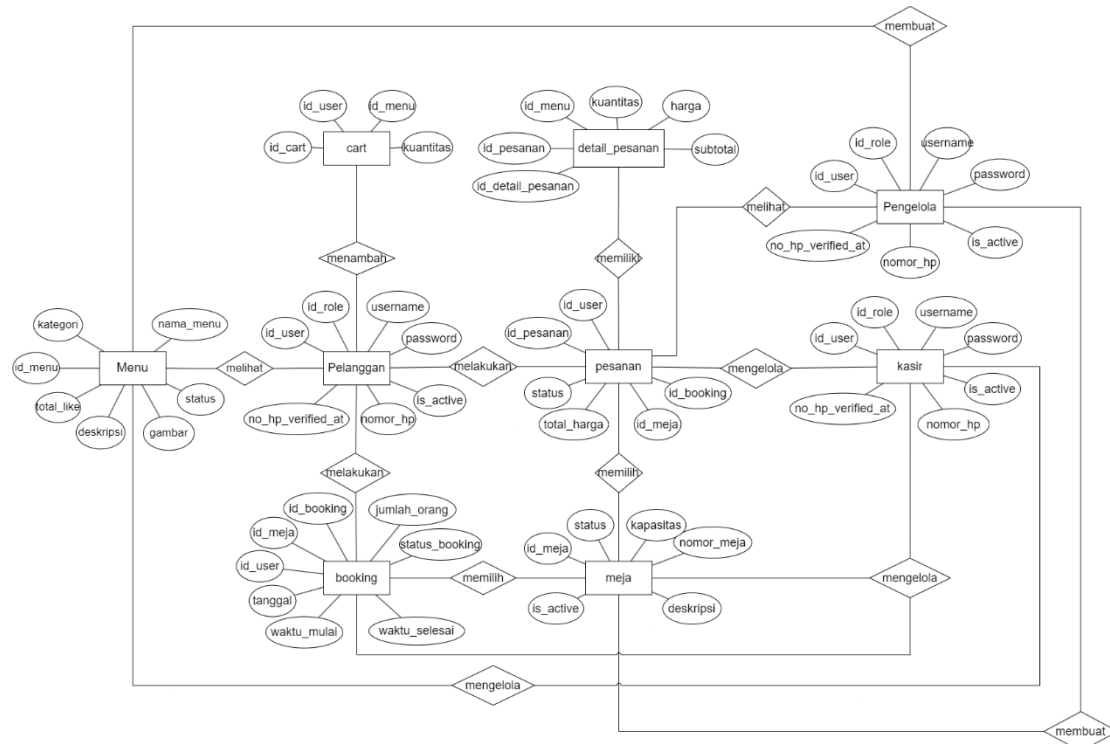 membuat
id_user
id_menu
id_cart
cart
kuantitas
id_menu
kuantitas
harga
id_pesanan
detail_pesanan
subtotal
id_detail_pesanan
id_role
username
id_user
password
Pengelola
no_hp_verified_at
is_active
nomor_hp
melihat
menambah
memiliki
kategori
nama_menu
id_menu
Menu
total_like
status
deskripsi
gambar
melihat
id_role
username
id_user
password
Pelanggan
is_active
no_hp_verified_at
nomor_hp
melakukan
id_user
id_pesanan
pesanan
status
id_booking
total_harga
id_meja
mengelola
id_role
username
id_user
password
kasir
is_active
no_hp_verified_at
nomor_hp
melakukan
memilih
id_booking
jumlah_orang
id_meja
status_booking
id_user
booking
tanggal
waktu_mulai
waktu_selesai
memilih
status
kapasitas
id_meja
nomor_meja
meja
is_active
deskripsi
mengelola
mengelola
membuat